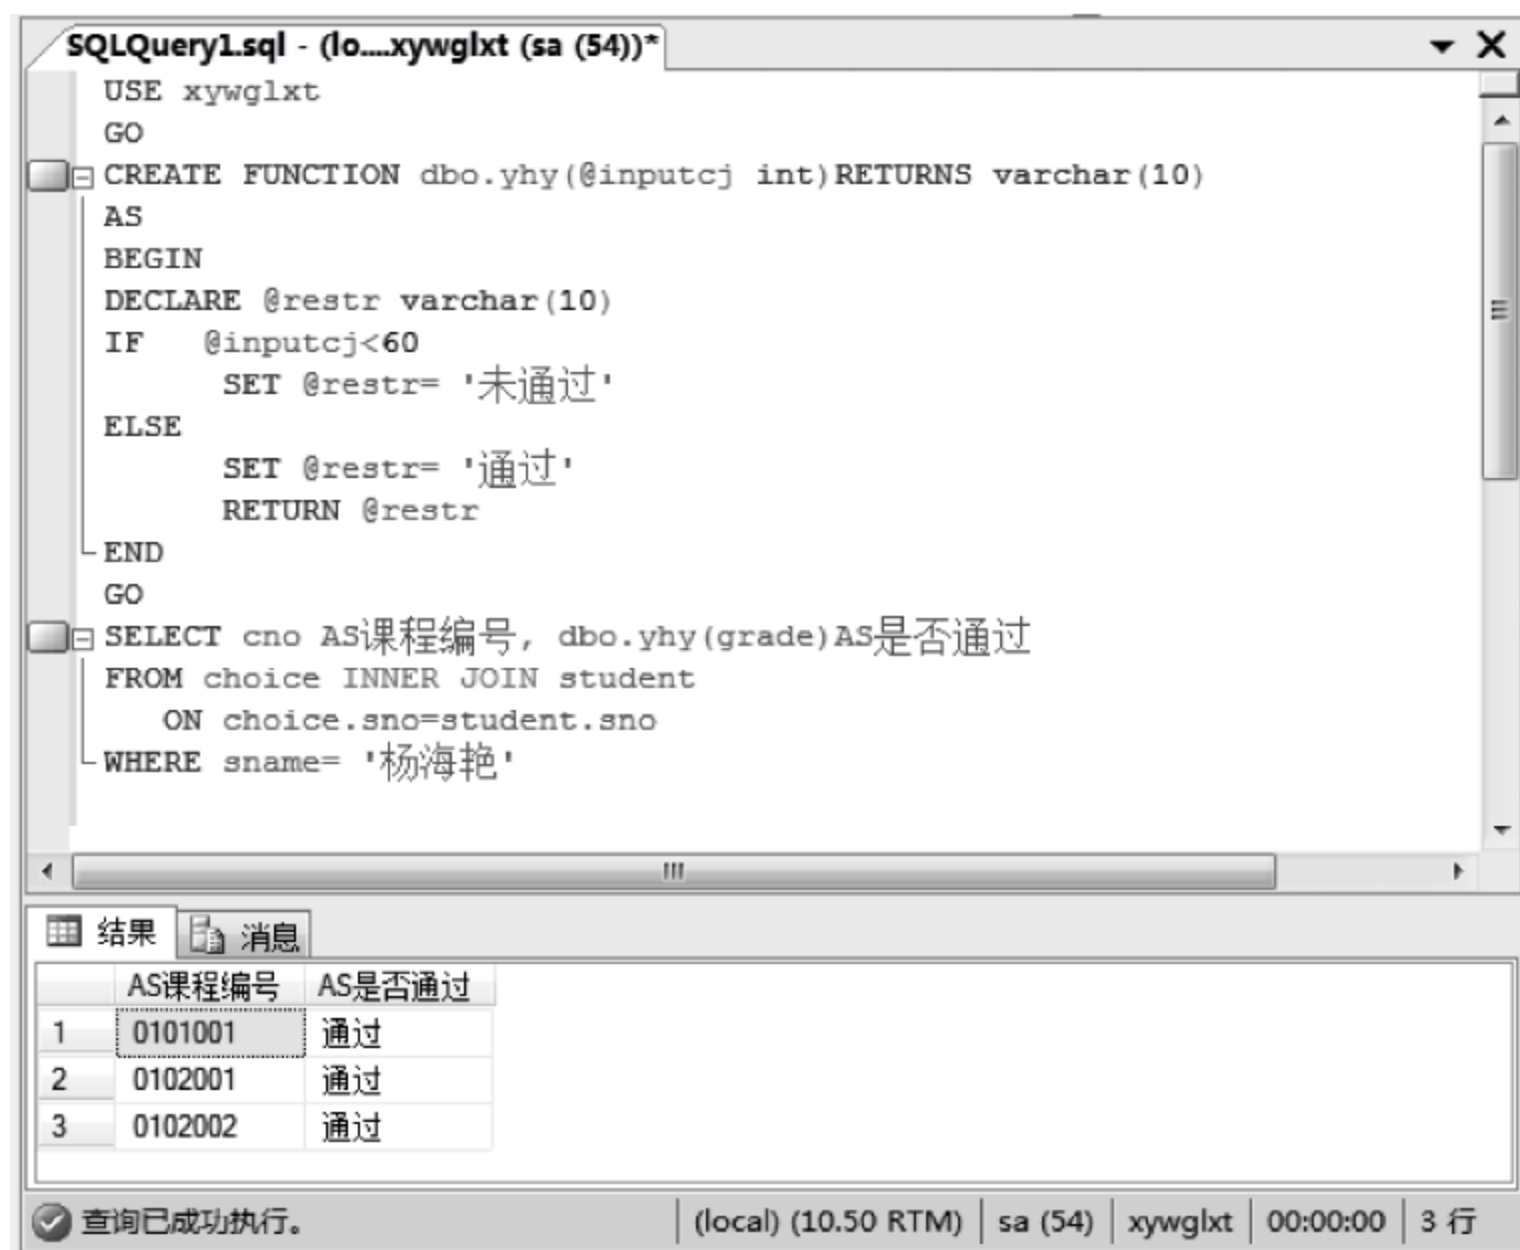 SQLQuery1.sql - (lo....xywglxt (sa (54))*
USE xywglxt
GO
CREATE FUNCTION dbo.yhy(@inputcj int)RETURNS varchar(10)
AS
BEGIN
DECLARE @restr varchar(10)
IF   @inputcj<60
SET @restr= '未通过'
ELSE
SET @restr= '通过'
RETURN @restr
END
GO
SELECT cno AS课程编号, dbo.yhy(grade)AS是否通过
FROM choice INNER JOIN student
ON choice.sno=student.sno
WHERE sname= '杨海艳'
结果 消息
AS课程编号 AS是否通过
1 0101001 通过
2 0102001 通过
3 0102002 通过
查询已成功执行。 (local) (10.50 RTM) sa (54) xywglxt 00:00:00 3 行